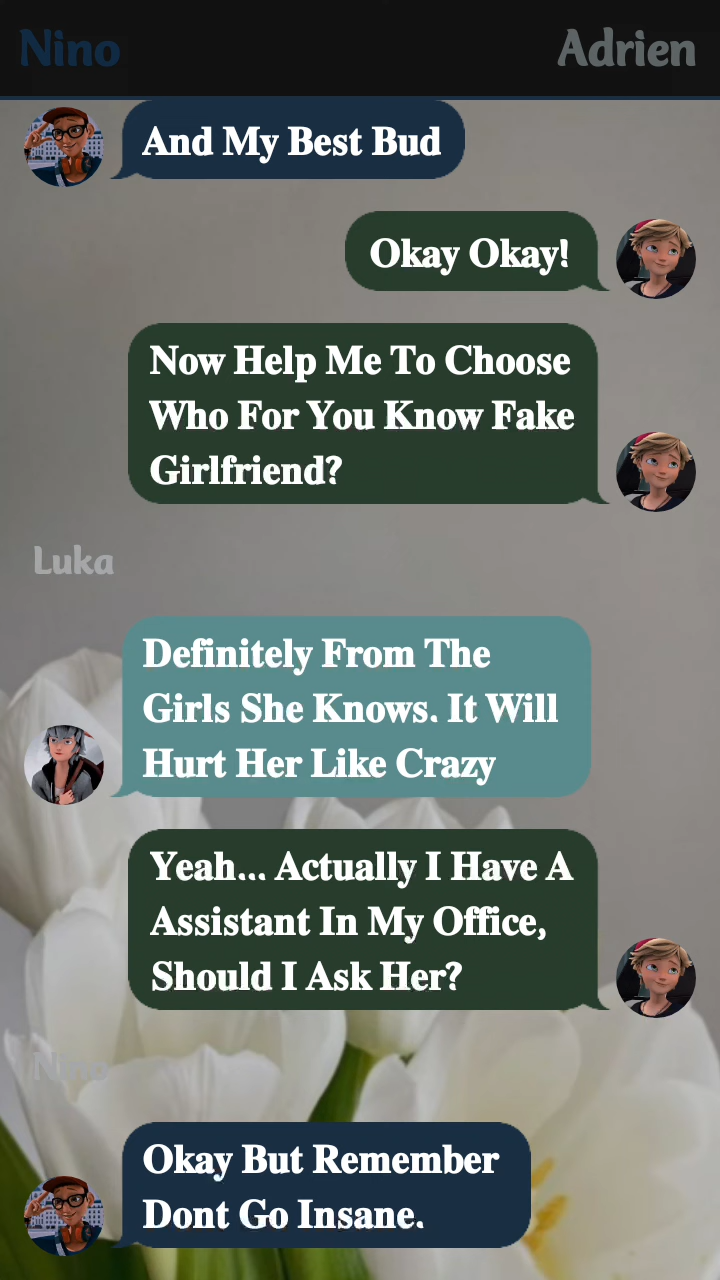 Nino
Adrien
And My Best Bud
Okay Okay!
Now Help Me To Choose
Who For You Know Fake
Girlfriend?
Luka
Definitely From The
Girls She Knows. It Will
Hurt Her Like Crazy
Yeah... Actually I Have A
Assistant In My Office,
Should I Ask Her?
Nino
Okay But Remember
Dont Go Insane.